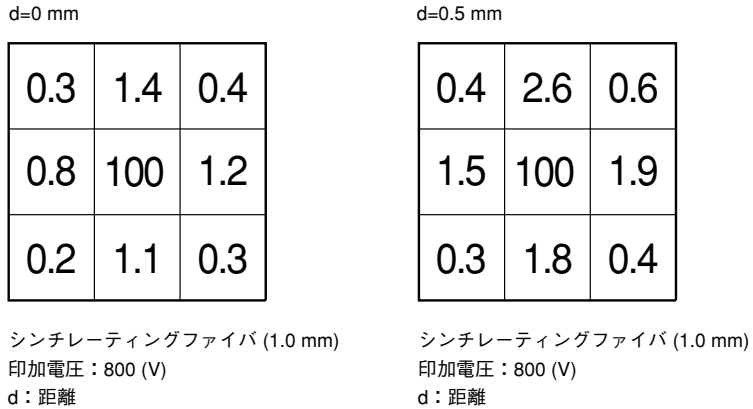 d=0 mm
0.3 1.4 0.4
0.8 100 1.2
0.2 1.1 0.3
シンチレーティングファイバ (1.0 mm)
印加電圧：800 (V)
d：距離
d=0.5 mm
0.4 2.6 0.6
1.5 100 1.9
0.3 1.8 0.4
シンチレーティングファイバ (1.0 mm)
印加電圧：800 (V)
d：距離